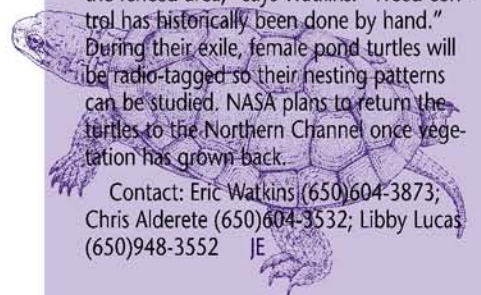 the fenced area," says Watkins. "Weed con-
trol has historically been done by hand."
During their exile, female pond turtles will
be radio-tagged so their nesting patterns
can be studied. NASA plans to return the
turtles to the Northern Channel once vege-
tation has grown back.
Contact: Eric Watkins (650)604-3873;
Chris Alderete (650)604-3532; Libby Lucas
(650)948-3552 JE